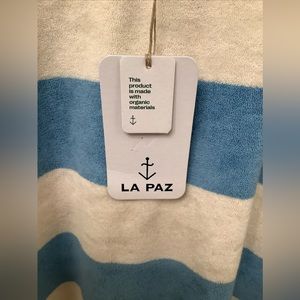 This
product
is made
with
organic
materials
LA PAZ